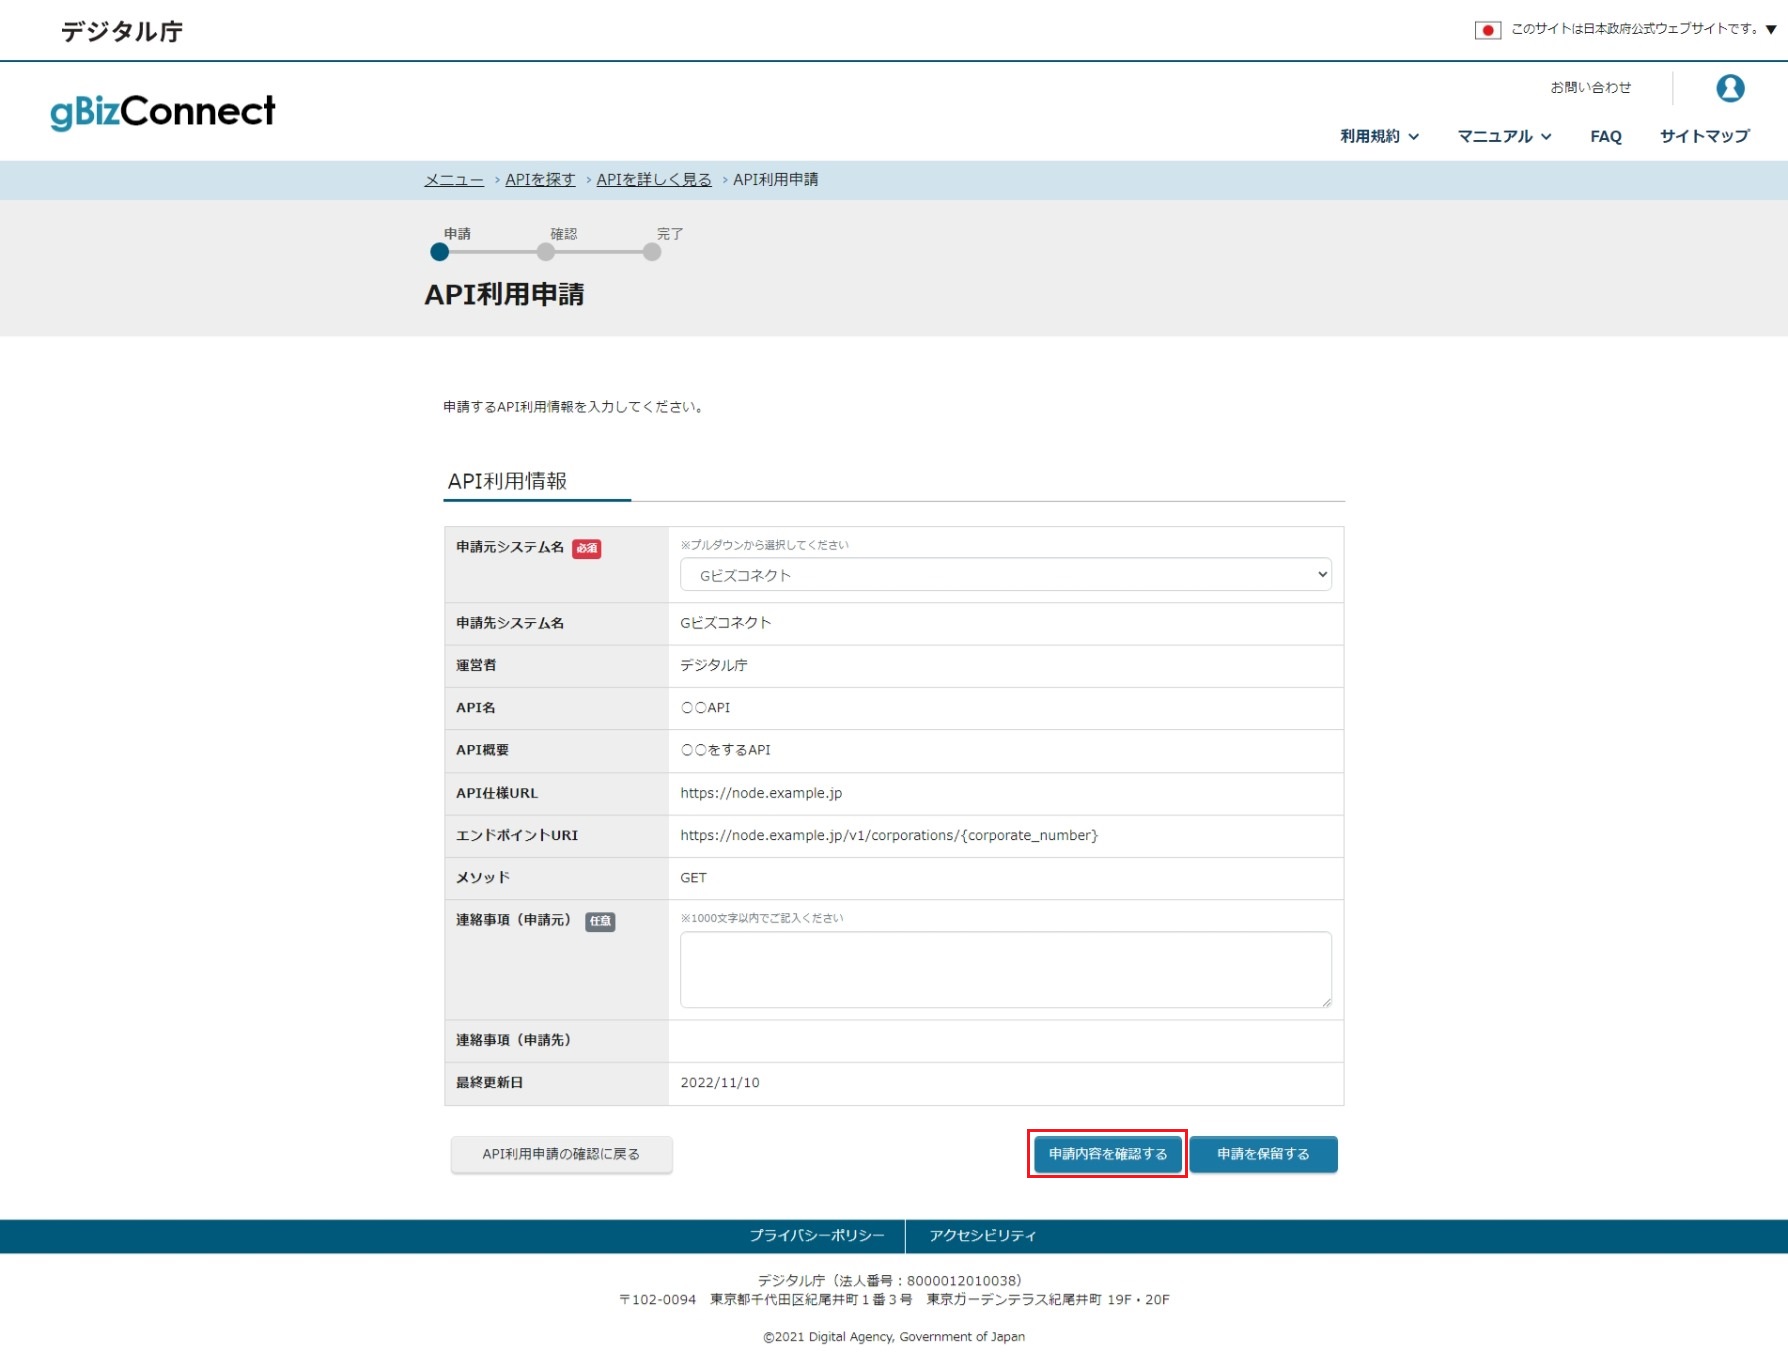 デジタル庁
このサイトは日本政府公式ウェブサイトです。▼
gBizConnect
お問い合わせ
利用規約 マニュアル FAQ サイトマップ
メニュー › APIを探す › APIを詳しく見る › API利用申請
申請 確認 完了
API利用申請
申請するAPI利用情報を入力してください。
API利用情報
申請元システム名 必須
※プルダウンから選択してください
Gビズコネクト
申請先システム名 Gビズコネクト
運営者 デジタル庁
API名 〇〇API
API概要 〇〇をするAPI
API仕様URL https://node.example.jp
エンドポイントURI https://node.example.jp/v1/corporations/{corporate_number}
メソッド GET
連絡事項（申請元） 任意
※1000文字以内でご記入ください
連絡事項（申請先）
最終更新日 2022/11/10
API利用申請の確認に戻る 申請内容を確認する 申請を保留する
プライバシーポリシー アクセシビリティ
デジタル庁（法人番号：8000012010038）
〒102-0094　東京都千代田区紀尾井町１番３号　東京ガーデンテラス紀尾井町 19F・20F
©2021 Digital Agency, Government of Japan